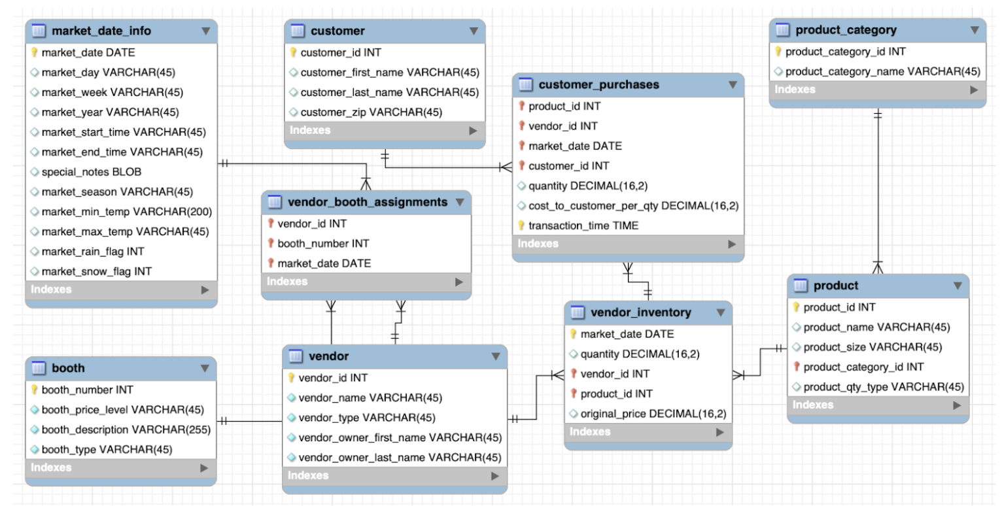 market_date_info
market_date DATE
market_day VARCHAR(45)
market_week VARCHAR(45)
market_year VARCHAR(45)
market_start_time VARCHAR(45)
market_end_time VARCHAR(45)
special_notes BLOB
market_season VARCHAR(45)
market_min_temp VARCHAR(200)
market_max_temp VARCHAR(45)
market_rain_flag INT
market_snow_flag INT
Indexes
customer
customer_id INT
customer_first_name VARCHAR(45)
customer_last_name VARCHAR(45)
customer_zip VARCHAR(45)
Indexes
customer_purchases
product_id INT
vendor_id INT
market_date DATE
customer_id INT
quantity DECIMAL(16,2)
cost_to_customer_per_qty DECIMAL(16,2)
transaction_time TIME
Indexes
product_category
product_category_id INT
product_category_name VARCHAR(45)
Indexes
vendor_booth_assignments
vendor_id INT
booth_number INT
market_date DATE
Indexes
booth
booth_number INT
booth_price_level VARCHAR(45)
booth_description VARCHAR(255)
booth_type VARCHAR(45)
Indexes
vendor
vendor_id INT
vendor_name VARCHAR(45)
vendor_type VARCHAR(45)
vendor_owner_first_name VARCHAR(45)
vendor_owner_last_name VARCHAR(45)
Indexes
vendor_inventory
market_date DATE
quantity DECIMAL(16,2)
vendor_id INT
product_id INT
original_price DECIMAL(16,2)
Indexes
product
product_id INT
product_name VARCHAR(45)
product_size VARCHAR(45)
product_category_id INT
product_qty_type VARCHAR(45)
Indexes